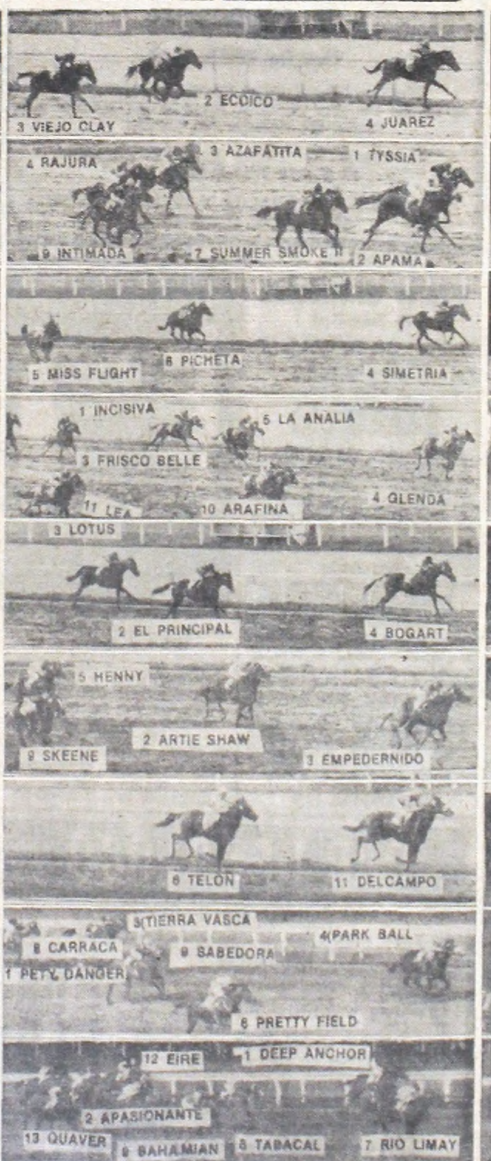 2 ECOICO
3 VIEJO CLAY
4 JUAREZ
4 RAJURA
3 AZAFATITA
1 TYSSIA
9 INTIMADA
7 SUMMER SMOKE II
2 APAMA
6 PICHETA
5 MISS FLIGHT
4 SIMETRIA
1 INCISIVA
5 LA ANALIA
3 FRISCO BELLE
11 LEA
10 ARAFINA
4 GLENDA
3 LOTUS
2 EL PRINCIPAL
4 BOGART
5 HENNY
2 ARTIE SHAW
9 SKEENE
3 EMPEDERNIDO
6 TELON
11 DELCAMPO
3(TIERRA VASCA
4(PARK BALL
8 CARRACA
9 SABEDORA
1 PETY DANGER
6 PRETTY FIELD
12 EIRE
1 DEEP ANCHOR
2 APASIONANTE
13 QUAVER
9 BAHAMIAN
8 TABACAL
7 RIO LIMAY